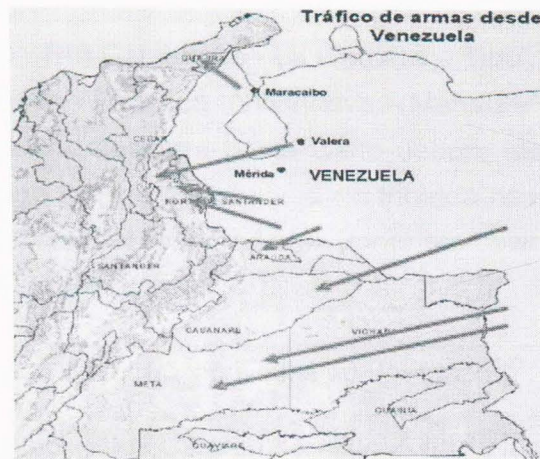 Tráfico de armas desde
Venezuela
Maracaibo
CESAR
Valera
Mérida
VENEZUELA
NORTE DE SANTANDER
ARAUCA
SANTANDER
CASANARE
VICHADA
META
GUAINIA
GUAVIARE